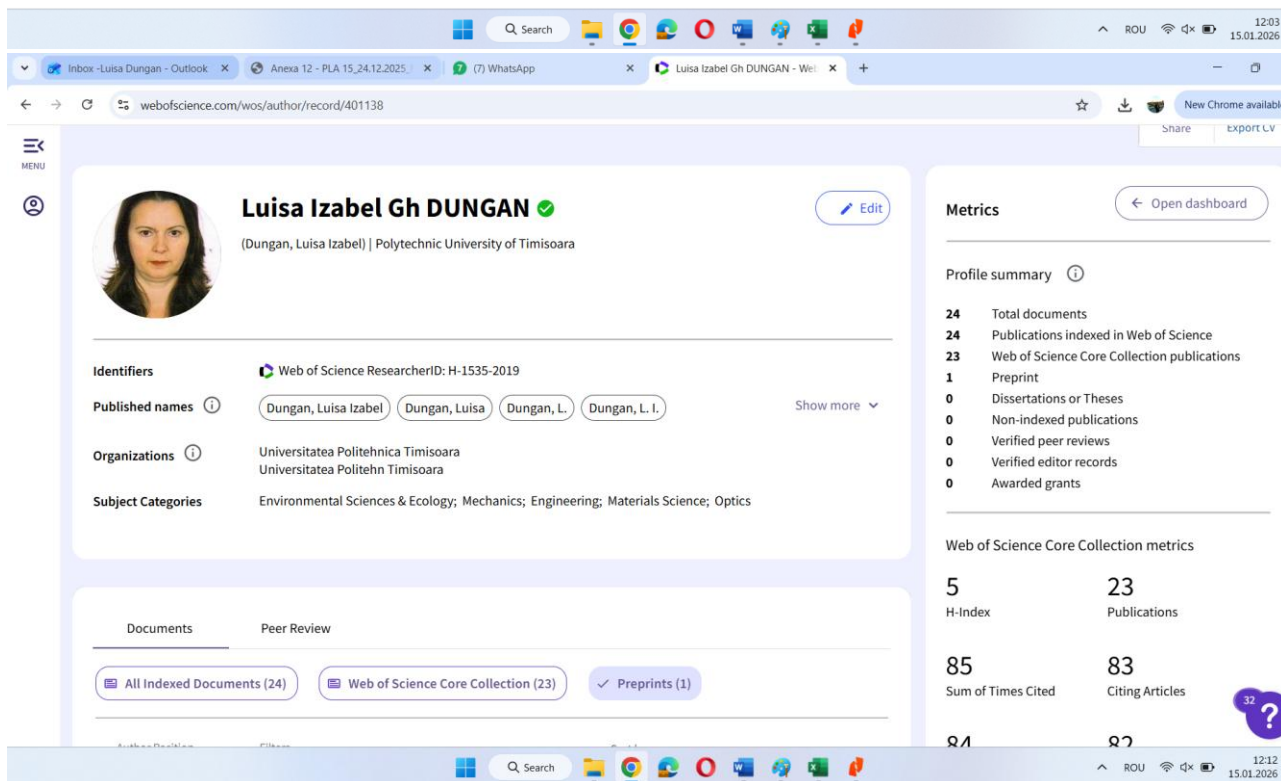 Search
ROU
12:03
15.01.2026
Inbox -Luisa Dungan - Outlook
Anexa 12 - PLA 15_24.12.2025_
(7) WhatsApp
Luisa Izabel Gh DUNGAN - Web
webofscience.com/wos/author/record/401138
New Chrome available
Share
Export CV
MENU
Luisa Izabel Gh DUNGAN
Edit
(Dungan, Luisa Izabel) | Polytechnic University of Timisoara
Identifiers
Web of Science ResearcherID: H-1535-2019
Published names
Dungan, Luisa Izabel
Dungan, Luisa
Dungan, L.
Dungan, L. I.
Show more
Organizations
Universitatea Politehnica Timisoara
Universitatea Politehn Timisoara
Subject Categories
Environmental Sciences & Ecology; Mechanics; Engineering; Materials Science; Optics
Documents
Peer Review
All Indexed Documents (24)
Web of Science Core Collection (23)
Preprints (1)
Metrics
Open dashboard
Profile summary
24 Total documents
24 Publications indexed in Web of Science
23 Web of Science Core Collection publications
1 Preprint
0 Dissertations or Theses
0 Non-indexed publications
0 Verified peer reviews
0 Verified editor records
0 Awarded grants
Web of Science Core Collection metrics
5 23
H-Index Publications
85 83
Sum of Times Cited Citing Articles
32
?
84 82
Search
ROU
12:12
15.01.2026